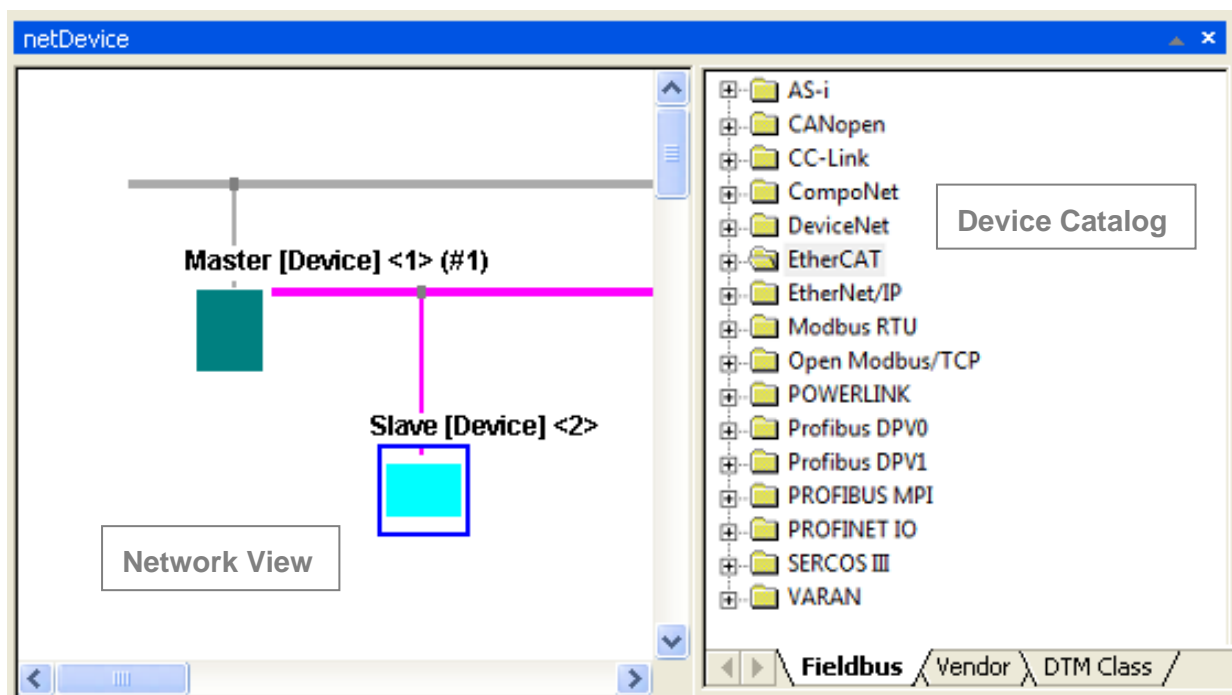 netDevice
Master [Device] <1> (#1)
Slave [Device] <2>
Network View
AS-i
CANopen
CC-Link
CompoNet
DeviceNet
EtherCAT
EtherNet/IP
Modbus RTU
Open Modbus/TCP
POWERLINK
Profibus DPV0
Profibus DPV1
PROFIBUS MPI
PROFINET IO
SERCOS III
VARAN
Device Catalog
Fieldbus Vendor DTM Class